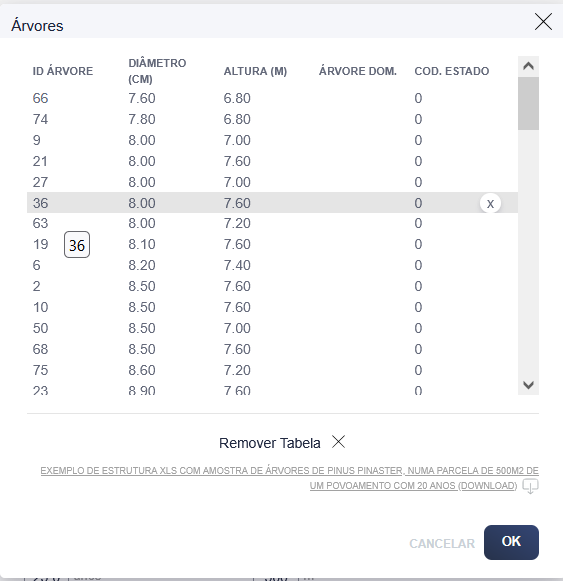 Árvores
ID ÁRVORE DIÂMETRO (CM) ALTURA (M) ÁRVORE DOM. COD. ESTADO
66 7.60 6.80 0
74 7.80 6.80 0
9 8.00 7.00 0
21 8.00 7.60 0
27 8.00 7.00 0
36 8.00 7.60 0 x
63 8.00 7.20 0
19 8.10 7.60 0
36
6 8.20 7.40 0
2 8.50 7.60 0
10 8.50 7.60 0
50 8.50 7.00 0
68 8.50 7.60 0
75 8.60 7.20 0
23 8.90 7.60 0
Remover Tabela
EXEMPLO DE ESTRUTURA XLS COM AMOSTRA DE ÁRVORES DE PINUS PINASTER, NUMA PARCELA DE 500M2 DE
UM POVOAMENTO COM 20 ANOS (DOWNLOAD)
CANCELAR OK